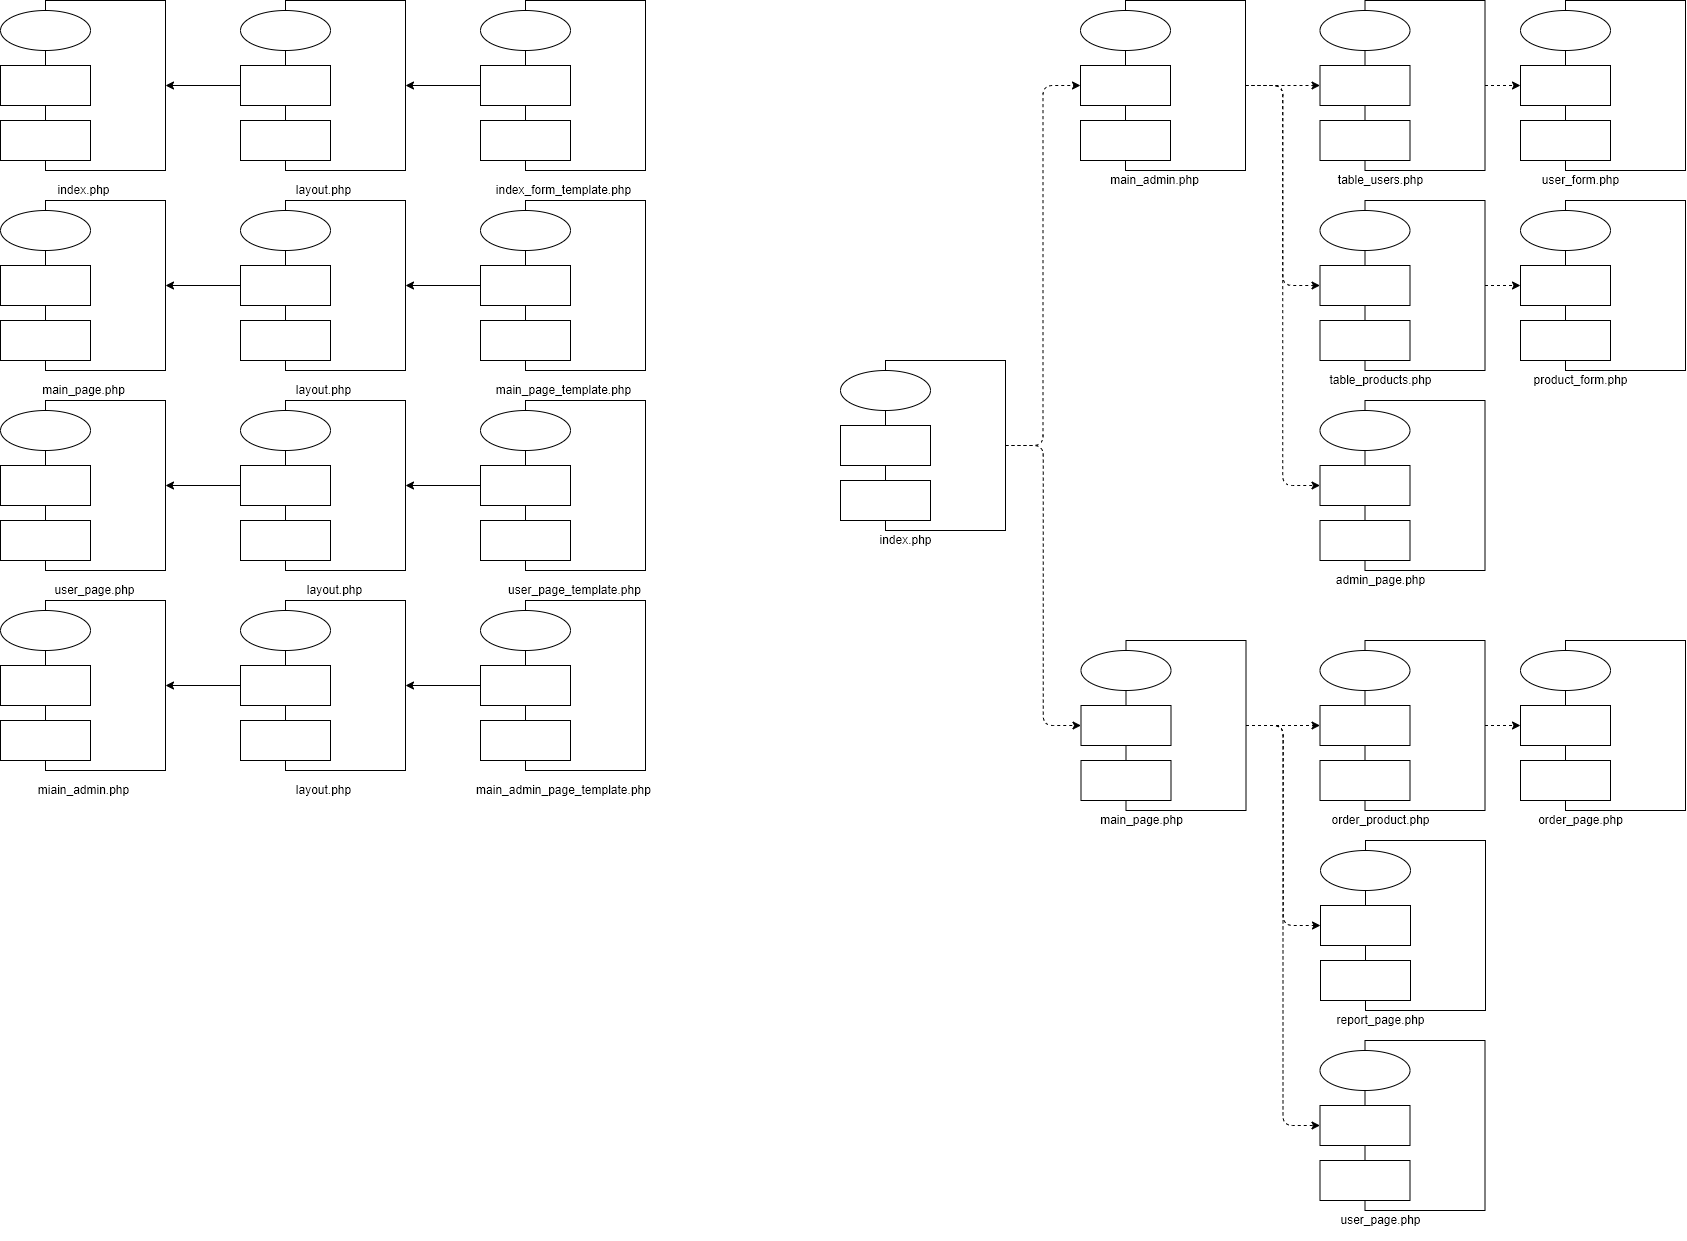 index.php
layout.php
index_form_template.php
main_page.php
layout.php
main_page_template.php
user_page.php
layout.php
user_page_template.php
miain_admin.php
layout.php
main_admin_page_template.php
index.php
main_admin.php
table_users.php
user_form.php
table_products.php
product_form.php
admin_page.php
main_page.php
order_product.php
order_page.php
report_page.php
user_page.php